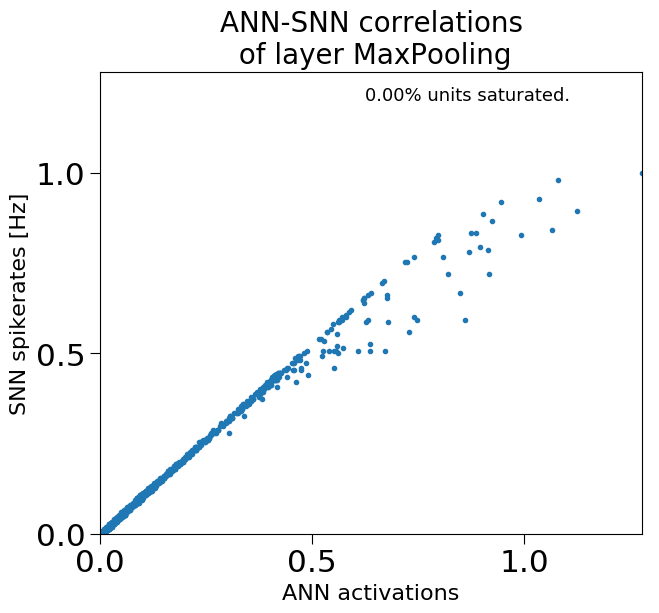 ANN-SNN correlations
of layer MaxPooling
0.00% units saturated.
1.0
0.5
0.0
SNN spikerates [Hz]
0.0 0.5 1.0
ANN activations